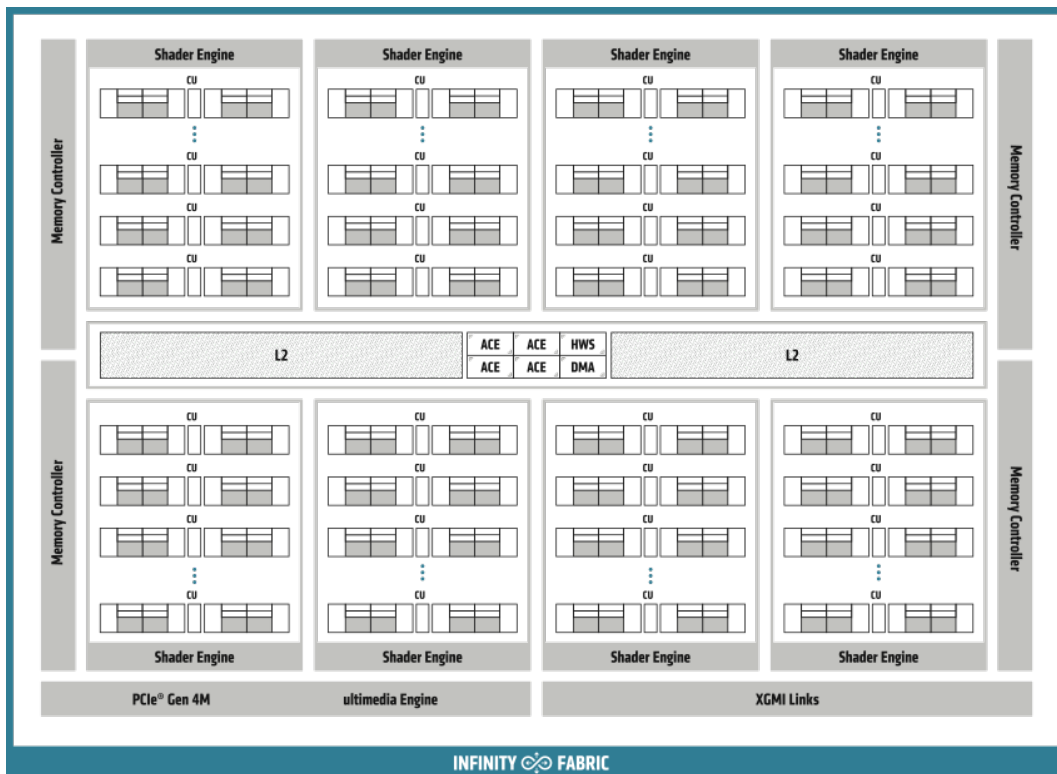 Shader Engine Shader Engine Shader Engine Shader Engine
CU CU CU CU
CU CU CU CU
CU CU CU CU
CU CU CU CU
Memory Controller
Memory Controller
L2 ACE ACE HWS L2
ACE ACE DMA
Memory Controller
Memory Controller
CU CU CU CU
CU CU CU CU
CU CU CU CU
CU CU CU CU
Shader Engine Shader Engine Shader Engine Shader Engine
PCIe® Gen 4M ultimedia Engine XGMI Links
INFINITY FABRIC